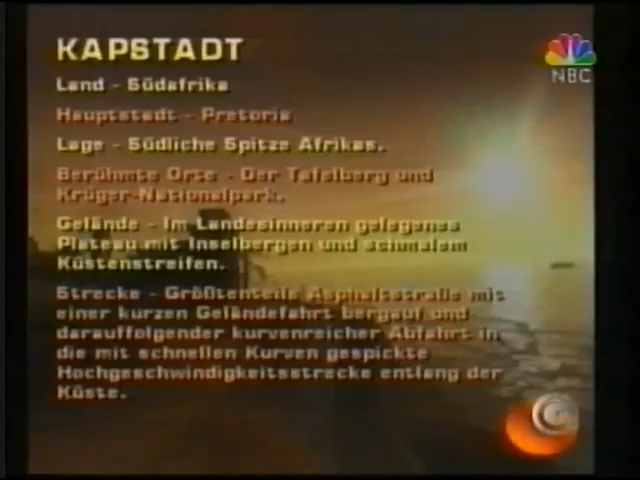 KAPSTADT
NBC
Land - Südafrika
Hauptstadt - Pretoria
Lage - Südliche Spitze Afrikas.
Berühmte Orte - Der Tafelberg und
Krüger-Nationalpark.
Gelände - Im Landesinneren gelegenes
Plateau mit Inselbergen und schmalem
Küstenstreifen.
Strecke - Größtenteils Asphaltstraße mit
einer kurzen Geländefahrt bergauf und
darauffolgender kurvenreicher Abfahrt in
die mit schnellen Kurven gespickte
Hochgeschwindigkeitsstrecke entlang der
Küste.
G